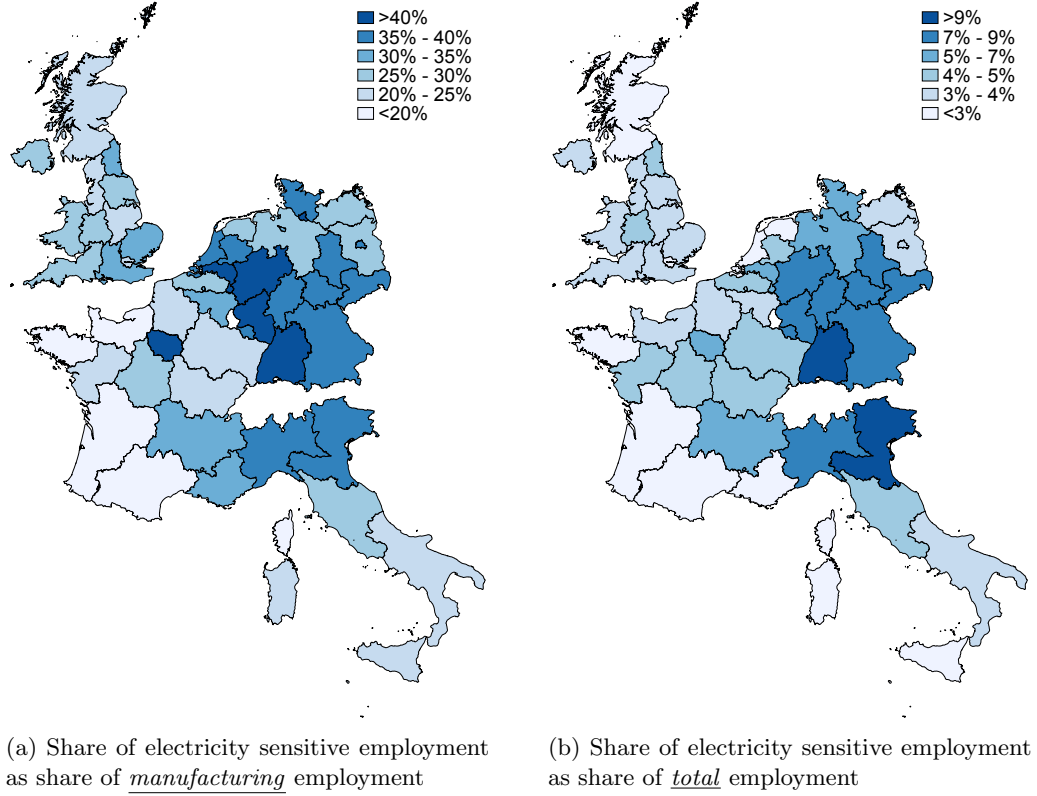 >40%
35% - 40%
30% - 35%
25% - 30%
20% - 25%
<20%
>9%
7% - 9%
5% - 7%
4% - 5%
3% - 4%
<3%
(a) Share of electricity sensitive employment
as share of manufacturing employment
(b) Share of electricity sensitive employment
as share of total employment